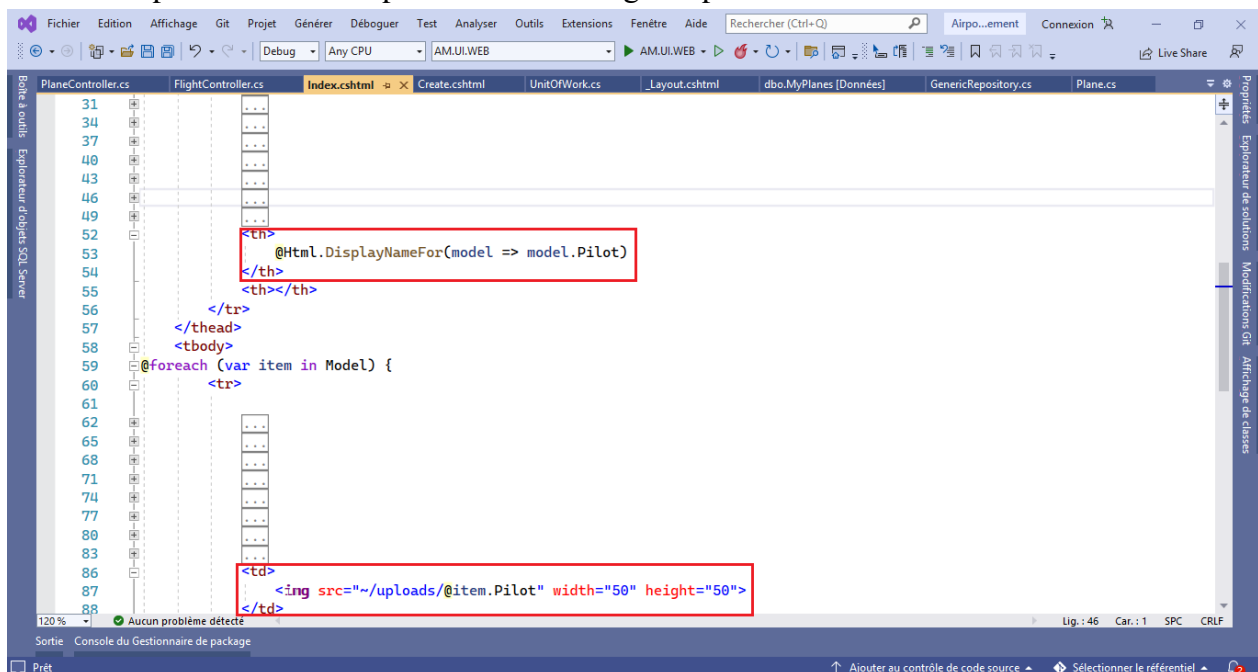 Fichier Edition Affichage Git Projet Générer Déboguer Test Analyser Outils Extensions Fenêtre Aide Rechercher (Ctrl+Q) Airpo...ement Connexion
Debug Any CPU AM.UI.WEB AM.UI.WEB Live Share
PlaneController.cs FlightController.cs Index.cshtml Create.cshtml UnitOfWork.cs _Layout.cshtml dbo.MyPlanes [Données] GenericRepository.cs Plane.cs
Boîte à outils
Explorateur d'objets SQL Server
31 ...
34 ...
37 ...
40 ...
43 ...
46 ...
49 ...
52 <th>
53 @Html.DisplayNameFor(model => model.Pilot)
54 </th>
55 <th></th>
56 </tr>
57 </thead>
58 <tbody>
59 @foreach (var item in Model) {
60 <tr>
61
62 ...
65 ...
68 ...
71 ...
74 ...
77 ...
80 ...
83 ...
86 <td>
87 <img src="~/uploads/@item.Pilot" width="50" height="50">
88 </td>
Propriétés
Explorateur de solutions
Modifications Git
Affichage de classes
120 % Aucun problème détecté Lig. : 46 Car. : 1 SPC CRLF
Sortie Console du Gestionnaire de package
Prêt Ajouter au contrôle de code source Sélectionner le référentiel 2